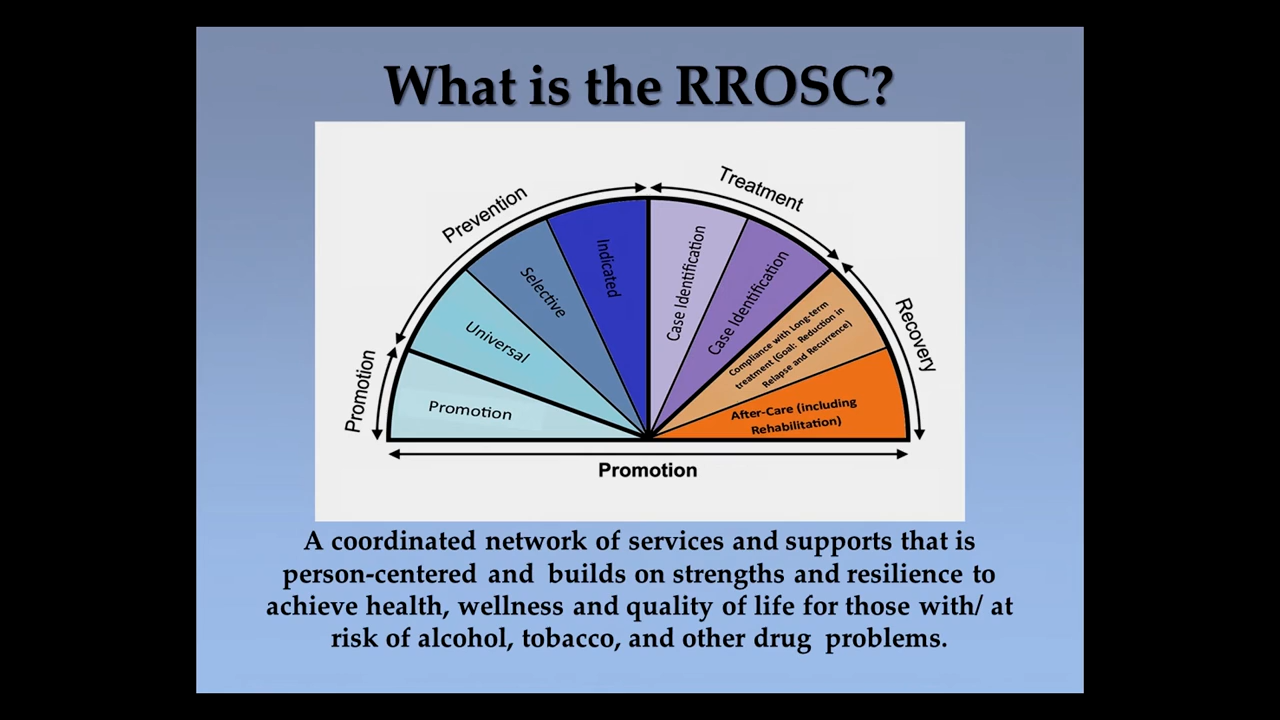 What is the RROSC?
Promotion
Prevention
Treatment
Recovery
Promotion
Universal
Selective
Indicated
Case Identification
Case Identification
Compliance with Long-term
treatment (Goal: Reduction in
Relapse and Recurrence)
After-Care (including
Rehabilitation)
Promotion
A coordinated network of services and supports that is
person-centered and builds on strengths and resilience to
achieve health, wellness and quality of life for those with/ at
risk of alcohol, tobacco, and other drug problems.